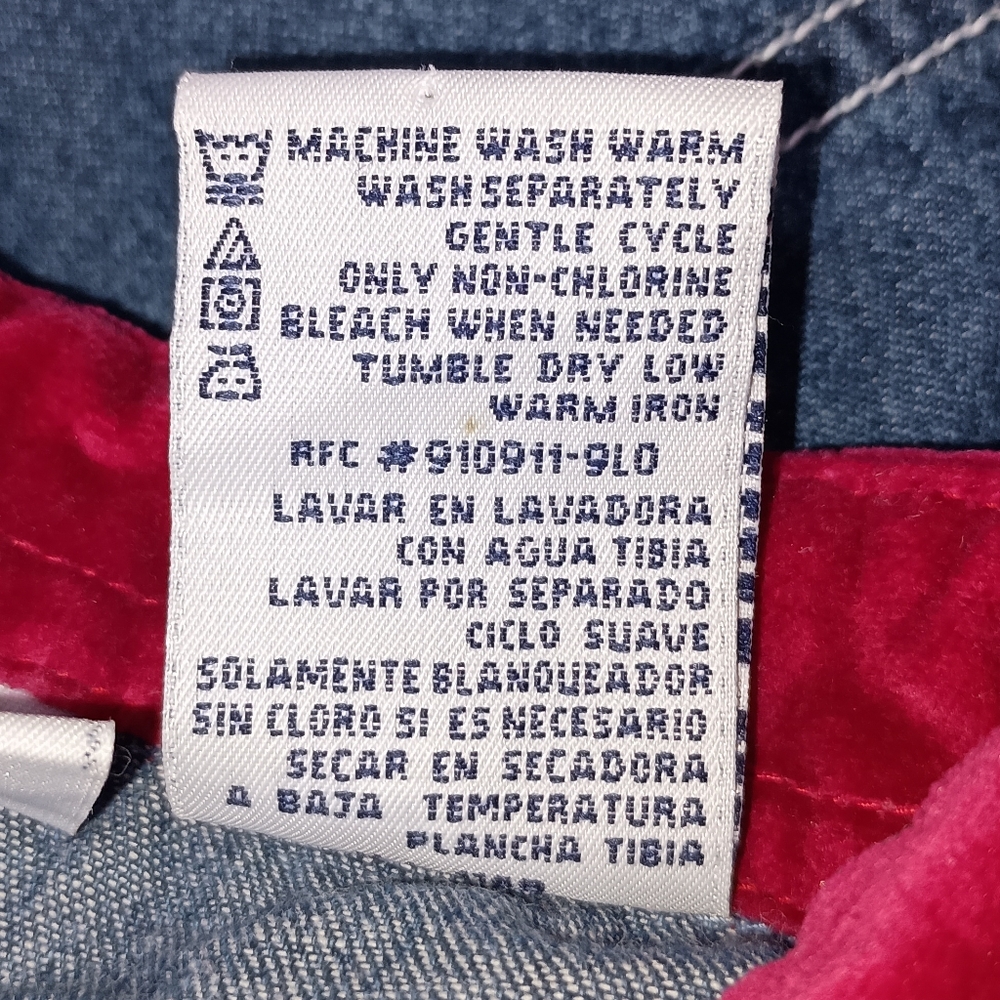 MACHINE WASH WARM
WASH SEPARATELY
GENTLE CYCLE
ONLY NON-CHLORINE
BLEACH WHEN NEEDED
TUMBLE DRY LOW
WARM IRON
RFC #910911-9L0
LAVAR EN LAVADORA
CON AGUA TIBIA
LAVAR POR SEPARADO
CICLO SUAVE
SOLAMENTE BLANQUEADOR
SIN CLORO SI ES NECESARIO
SECAR EN SECADORA
A BAJA TEMPERATURA
PLANCHA TIBIA